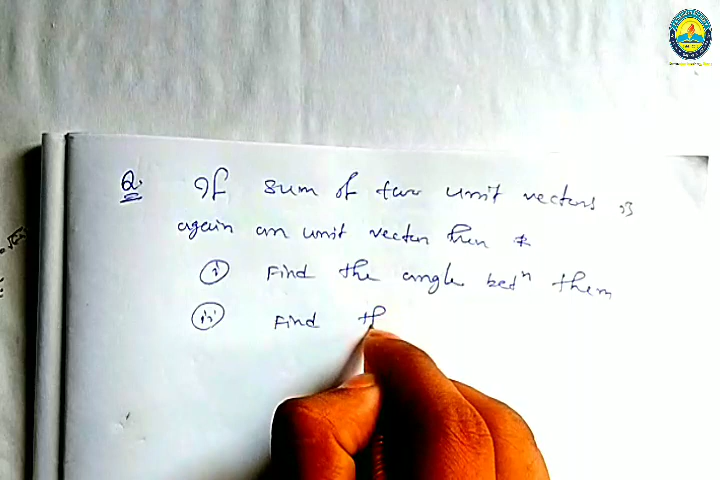 Q. If sum of two unit vectors is
again an unit vector then *
(i) Find the angle betn them
(ii) Find th